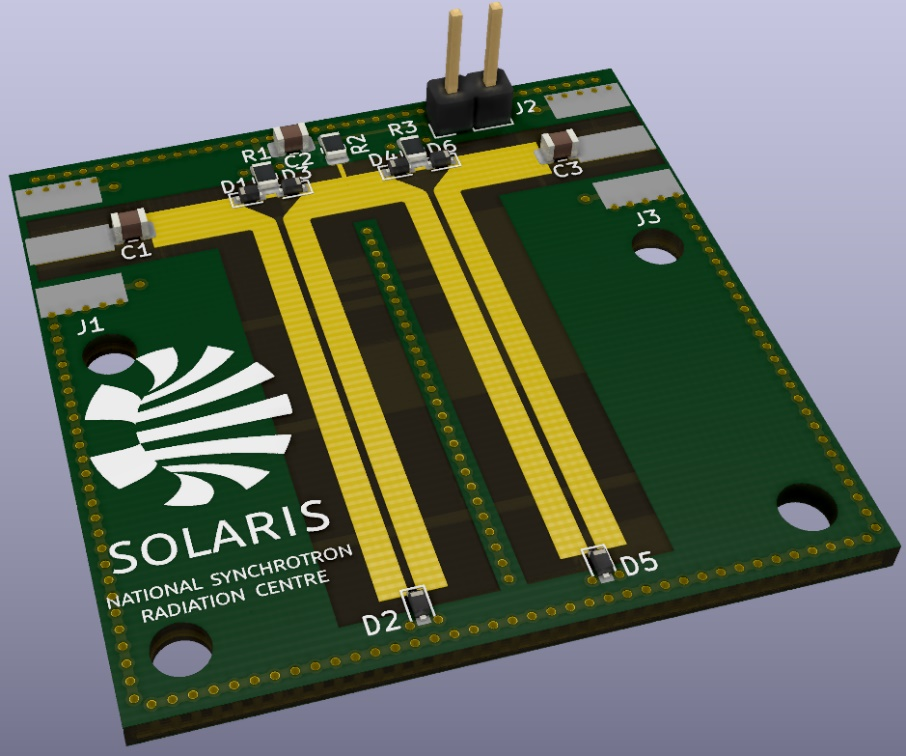 J2
R3
R2
R1
C2
D4
D6
D1
D3
C3
C1
J3
J1
SOLARIS
NATIONAL SYNCHROTRON
RADIATION CENTRE
D5
D2